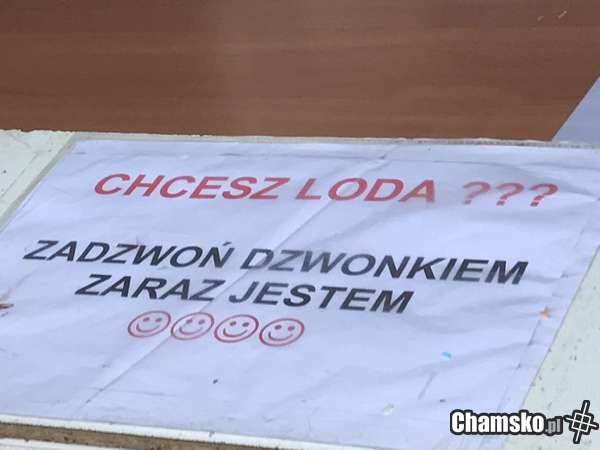 CHCESZ LODA ???
ZADZWOŃ DZWONKIEM
ZARAZ JESTEM
☺☺☺☺
Chamsko.pl